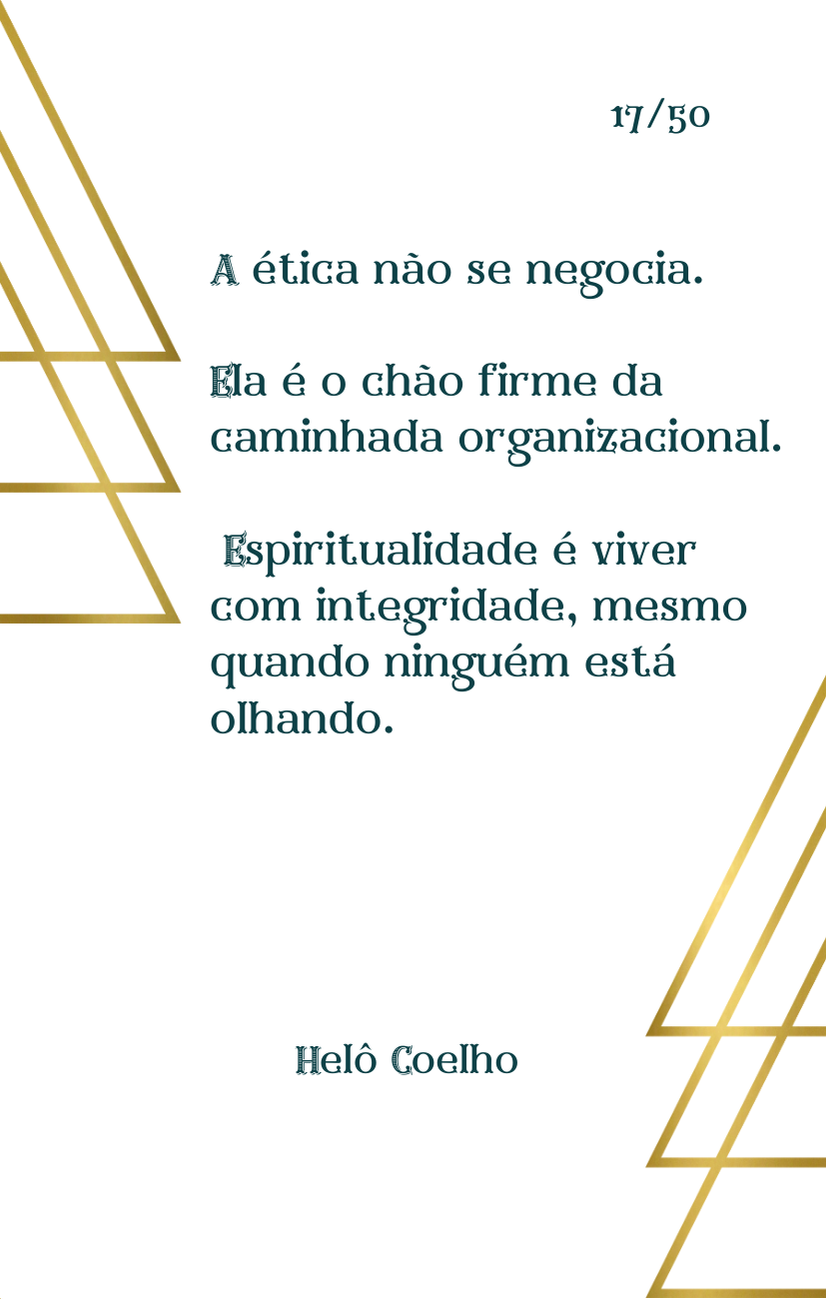 17/50
A ética não se negocia.
Ela é o chão firme da
caminhada organizacional.
Espiritualidade é viver
com integridade, mesmo
quando ninguém está
olhando.
Helô Coelho